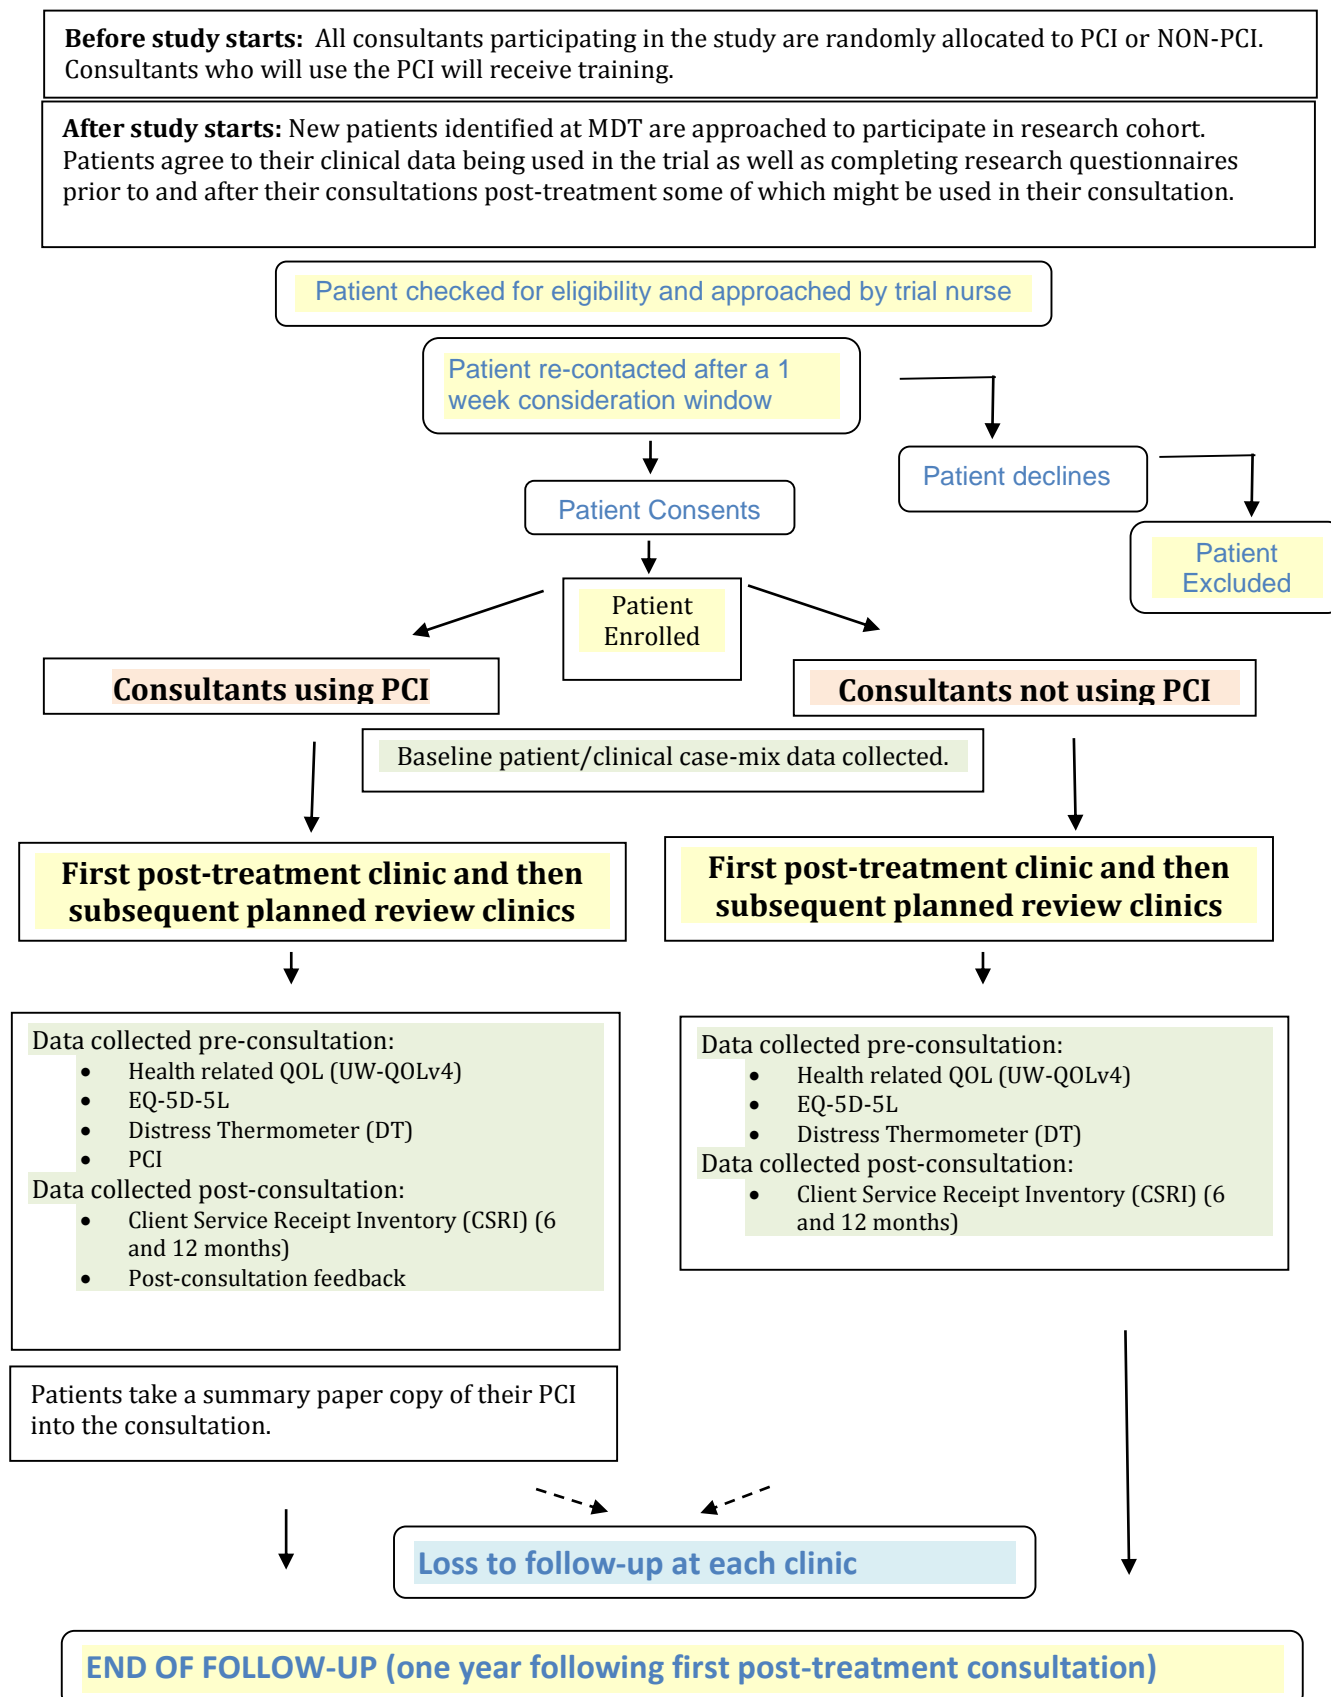 Before study starts: All consultants participating in the study are randomly allocated to PCI or NON-PCI.
Consultants who will use the PCI will receive training.
After study starts: New patients identified at MDT are approached to participate in research cohort.
Patients agree to their clinical data being used in the trial as well as completing research questionnaires
prior to and after their consultations post-treatment some of which might be used in their consultation.
Patient checked for eligibility and approached by trial nurse
Patient re-contacted after a 1
week consideration window
Patient declines
Patient Consents
Patient
Excluded
Patient
Enrolled
Consultants using PCI
Consultants not using PCI
Baseline patient/clinical case-mix data collected.
First post-treatment clinic and then
subsequent planned review clinics
First post-treatment clinic and then
subsequent planned review clinics
Data collected pre-consultation:
• Health related QOL (UW-QOLv4)
• EQ-5D-5L
• Distress Thermometer (DT)
• PCI
Data collected post-consultation:
• Client Service Receipt Inventory (CSRI) (6
and 12 months)
• Post-consultation feedback
Data collected pre-consultation:
• Health related QOL (UW-QOLv4)
• EQ-5D-5L
• Distress Thermometer (DT)
Data collected post-consultation:
• Client Service Receipt Inventory (CSRI) (6
and 12 months)
Patients take a summary paper copy of their PCI
into the consultation.
Loss to follow-up at each clinic
END OF FOLLOW-UP (one year following first post-treatment consultation)